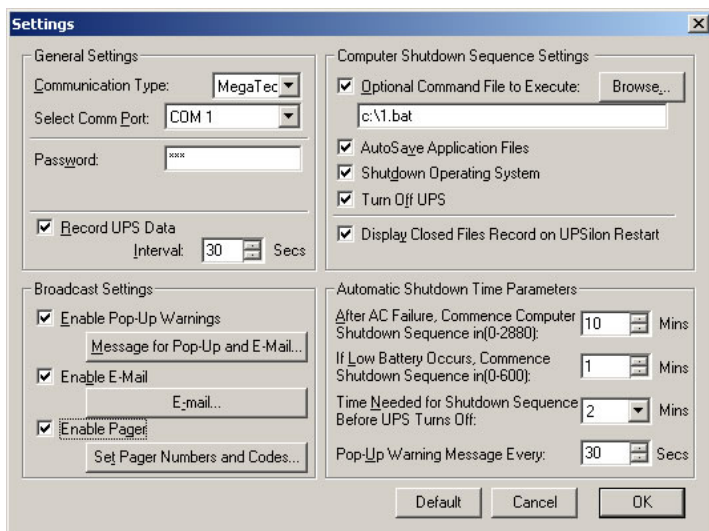 Settings
General Settings
Communication Type: MegaTec
Select Comm Port: COM 1
Password: ***
Record UPS Data
Interval: 30 Secs
Computer Shutdown Sequence Settings
Optional Command File to Execute: Browse...
c:\1.bat
AutoSave Application Files
Shutdown Operating System
Turn Off UPS
Display Closed Files Record on UPSilon Restart
Broadcast Settings
Enable Pop-Up Warnings
Message for Pop-Up and E-Mail...
Enable E-Mail
E-mail...
Enable Pager
Set Pager Numbers and Codes...
Automatic Shutdown Time Parameters
After AC Failure, Commence Computer
Shutdown Sequence in(0-2880): 10 Mins
If Low Battery Occurs, Commence
Shutdown Sequence in(0-600): 1 Mins
Time Needed for Shutdown Sequence
Before UPS Turns Off: 2 Mins
Pop-Up Warning Message Every: 30 Secs
Default Cancel OK